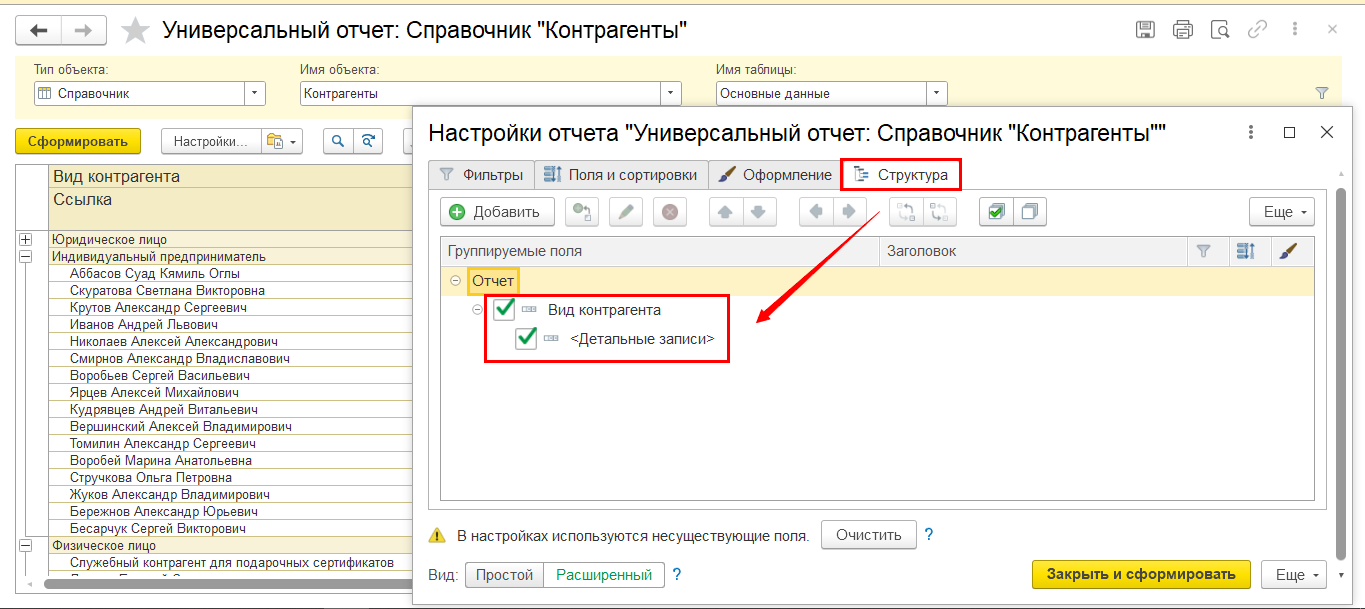 Универсальный отчет: Справочник "Контрагенты"
Тип объекта:
Имя объекта:
Имя таблицы:
Справочник
Контрагенты
Основные данные
Сформировать
Настройки...
Вид контрагента
Ссылка
Юридическое лицо
Индивидуальный предприниматель
Аббасов Суад Кямиль Оглы
Скуратова Светлана Викторовна
Крутов Александр Сергеевич
Иванов Андрей Львович
Николаев Алексей Александрович
Смирнов Александр Владиславович
Воробьев Сергей Васильевич
Ярцев Алексей Михайлович
Кудрявцев Андрей Витальевич
Вершинский Алексей Владимирович
Томилин Александр Сергеевич
Воробей Марина Анатольевна
Стручкова Ольга Петровна
Жуков Александр Владимирович
Бережнов Александр Юрьевич
Бесарчук Сергей Викторович
Физическое лицо
Служебный контрагент для подарочных сертификатов
Настройки отчета "Универсальный отчет: Справочник "Контрагенты""
Фильтры
Поля и сортировки
Оформление
Структура
Добавить
Еще
Группируемые поля
Заголовок
Отчет
Вид контрагента
<Детальные записи>
В настройках используются несуществующие поля.
Очистить
?
Вид:
Простой
Расширенный
?
Закрыть и сформировать
Еще